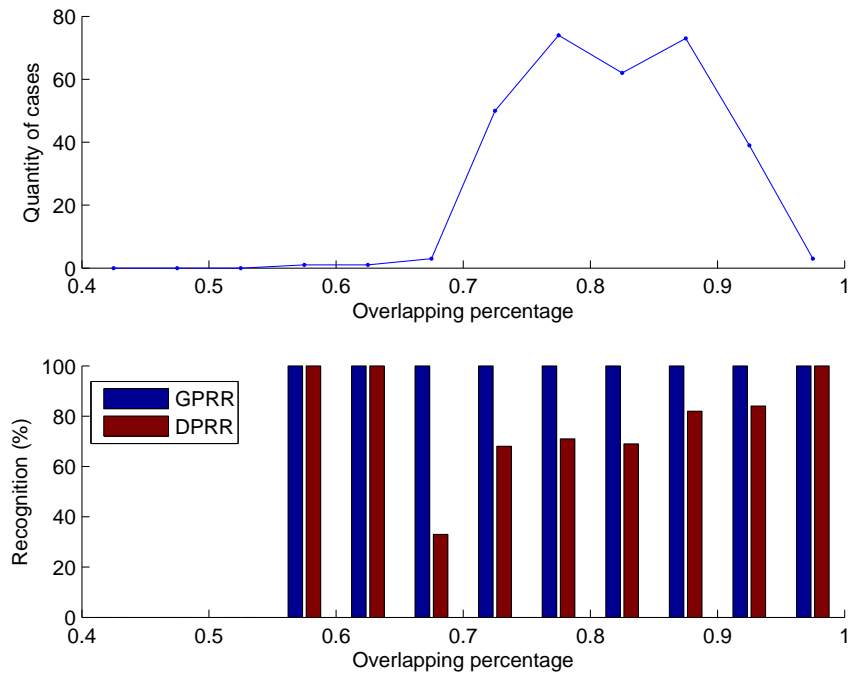 80
60
40
20
0
Quantity of cases
0.4 0.5 0.6 0.7 0.8 0.9 1
Overlapping percentage
100
80
60
40
20
0
Recognition (%)
GPRR
DPRR
0.4 0.5 0.6 0.7 0.8 0.9 1
Overlapping percentage